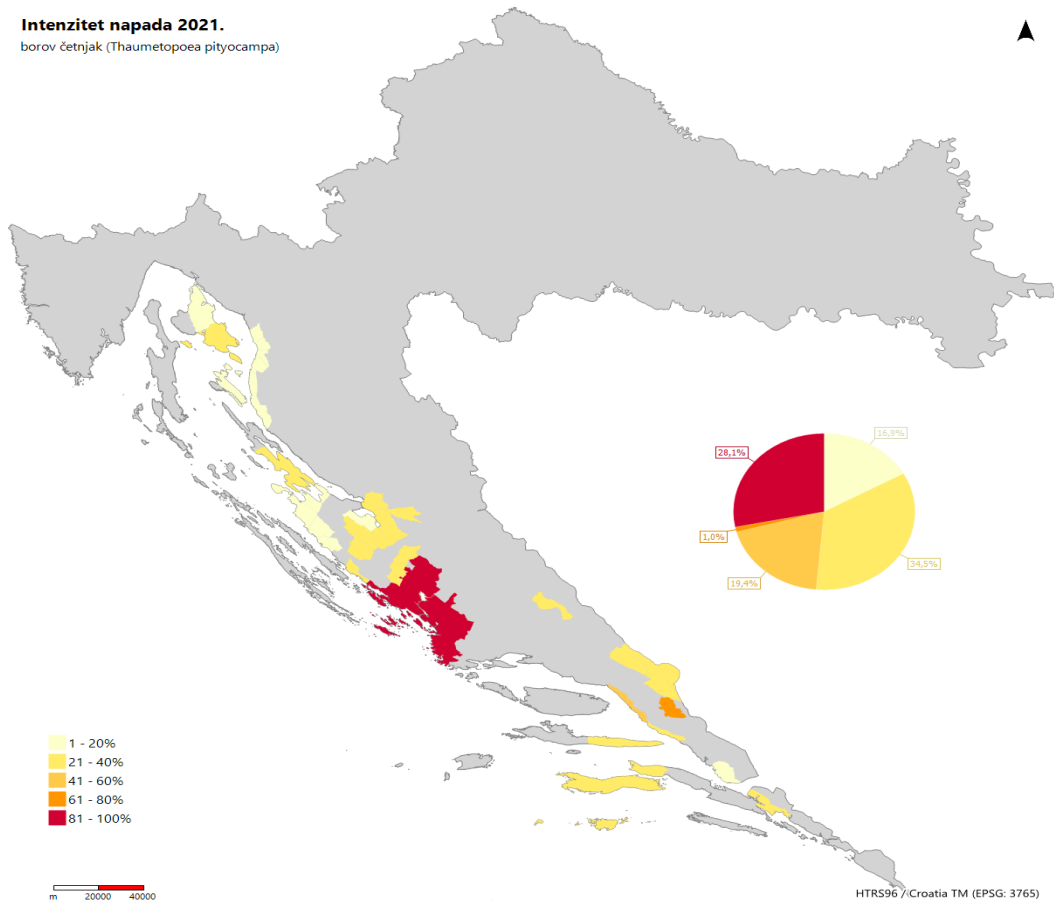 Intenzitet napada 2021.
borov četnjak (Thaumetopoea pityocampa)
16,9%
28,1%
1,0%
34,5%
19,4%
1 - 20%
21 - 40%
41 - 60%
61 - 80%
81 - 100%
m 20000 40000
HTRS96 / Croatia TM (EPSG: 3765)